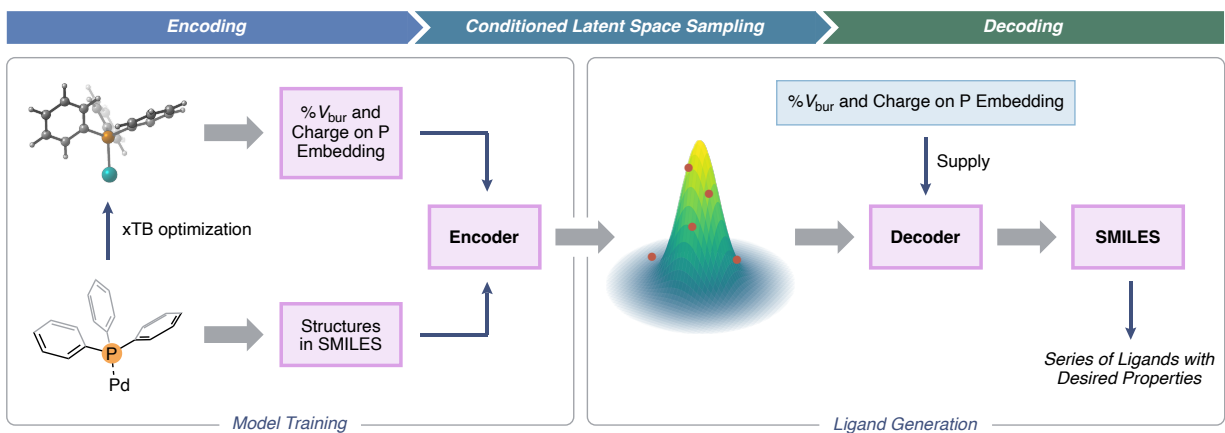 Encoding
Conditioned Latent Space Sampling
Decoding
%Vbur and
Charge on P
Embedding
xTB optimization
Encoder
P
Pd
Structures
in SMILES
Model Training
%Vbur and Charge on P Embedding
Supply
Decoder
SMILES
Series of Ligands with
Desired Properties
Ligand Generation